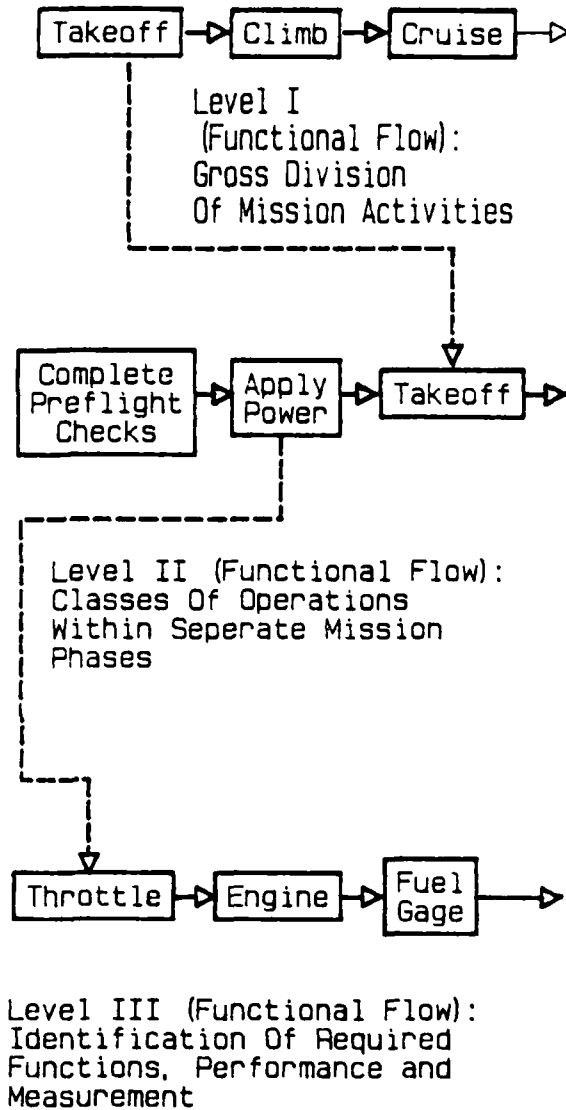 Takeoff Climb Cruise
Level I
(Functional Flow):
Gross Division
Of Mission Activities
Complete
Preflight
Checks
Apply
Power
Takeoff
Level II (Functional Flow):
Classes Of Operations
Within Seperate Mission
Phases
Throttle Engine
Fuel
Gage
Level III (Functional Flow):
Identification Of Required
Functions, Performance and
Measurement